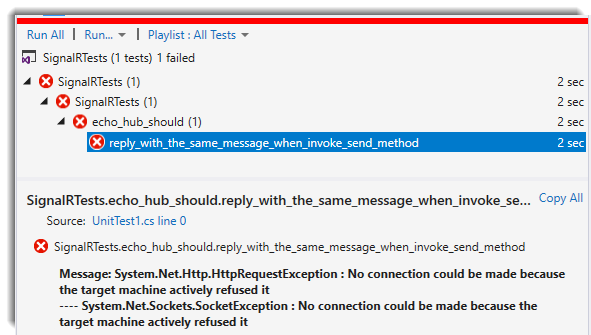 Run All | Run... | Playlist : All Tests
SignalRTests (1 tests) 1 failed
SignalRTests (1) 2 sec
SignalRTests (1) 2 sec
echo_hub_should (1) 2 sec
reply_with_the_same_message_when_invoke_send_method 2 sec
SignalRTests.echo_hub_should.reply_with_the_same_message_when_invoke_se... Copy All
Source: UnitTest1.cs line 0
SignalRTests.echo_hub_should.reply_with_the_same_message_when_invoke_send_method
Message: System.Net.Http.HttpRequestException : No connection could be made because
the target machine actively refused it
---- System.Net.Sockets.SocketException : No connection could be made because the
target machine actively refused it